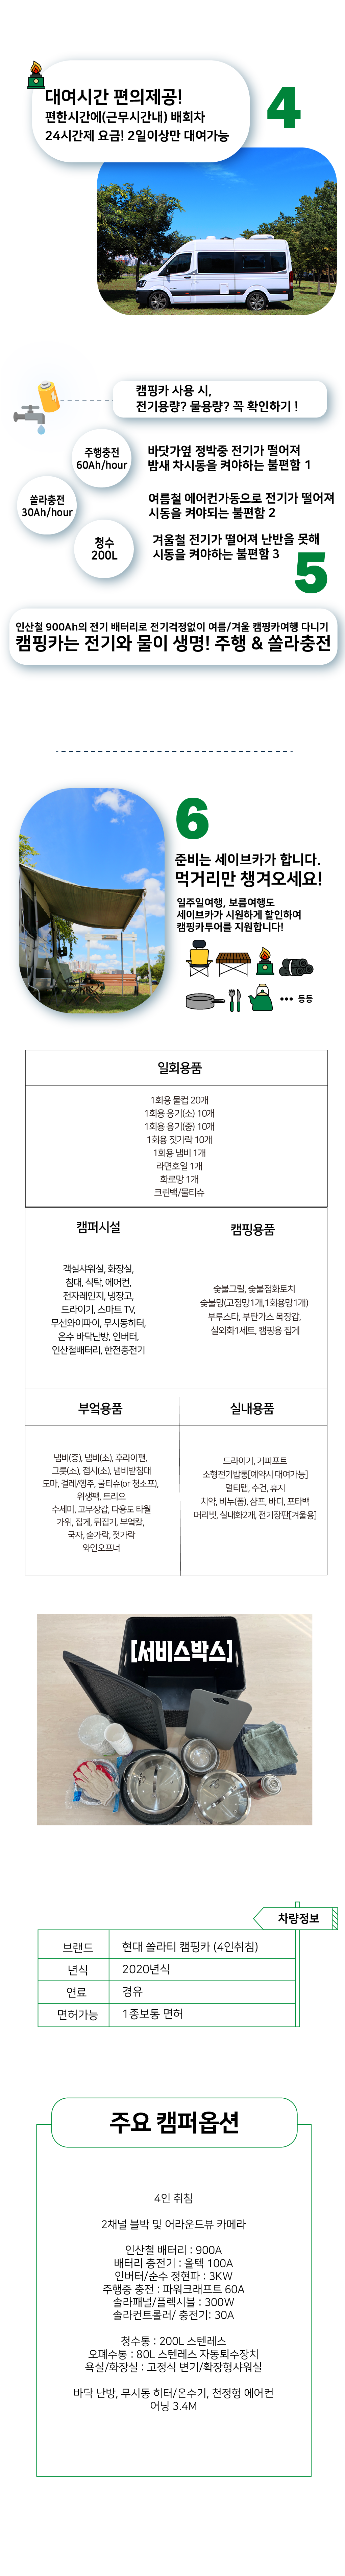 대여시간 편의제공!
편한시간에(근무시간내) 배회차
24시간제 요금! 2일이상만 대여가능
4
캠핑카 사용 시,
전기용량? 물용량? 꼭 확인하기 !
주행충전
60Ah/hour
바닷가옆 정박중 전기가 떨어져
밤새 차시동을 켜야하는 불편함 1
쏠라충전
30Ah/hour
여름철 에어컨가동으로 전기가 떨어져
시동을 켜야되는 불편함 2
청수
200L
겨울철 전기가 떨어져 난반을 못해
시동을 켜야하는 불편함 3
5
인산철 900Ah의 전기 배터리로 전기걱정없이 여름/겨울 캠핑카여행 다니기
캠핑카는 전기와 물이 생명! 주행 & 쏠라충전
6
준비는 세이브카가 합니다.
먹거리만 챙겨오세요!
일주일여행, 보름여행도
세이브카가 시원하게 할인하여
캠핑카투어를 지원합니다!
••• 등등
일회용품
1회용 물컵 20개
1회용 용기(소) 10개
1회용 용기(중) 10개
1회용 젓가락 10개
1회용 냄비 1개
라면호일 1개
화로망 1개
크린백/물티슈
캠퍼시설
객실샤워실, 화장실,
침대, 식탁, 에어컨,
전자레인지, 냉장고,
드라이기, 스마트 TV,
무선와이파이, 무시동히터,
온수 바닥난방, 인버터,
인산철배터리, 한전충전기
캠핑용품
숯불그릴, 숯불점화토치
숯불망(고정망1개,1회용망1개)
부루스타, 부탄가스 목장갑,
실외화1세트, 캠핑용 집게
부엌용품
냄비(중), 냄비(소), 후라이팬,
그릇(소), 접시(소), 냄비받침대
도마, 걸레/행주, 물티슈(or 청소포),
위생팩, 트리오
수세미, 고무장갑, 다용도 타월
가위, 집게, 뒤집기, 부엌칼,
국자, 숟가락, 젓가락
와인오프너
실내용품
드라이기, 커피포트
소형전기밥통[예약시 대여가능]
멀티탭, 수건, 휴지
치약, 비누(폼), 샴프, 바디, 포타백
머리빗, 실내화2개, 전기장판[겨울용]
[서비스박스]
차량정보
브랜드 현대 쏠라티 캠핑카 (4인취침)
년식 2020년식
연료 경유
면허가능 1종보통 면허
주요 캠퍼옵션
4인 취침
2채널 블박 및 어라운드뷰 카메라
인산철 배터리 : 900A
배터리 충전기 : 올텍 100A
인버터/순수 정현파 : 3KW
주행중 충전 : 파워크래프트 60A
솔라패널/플렉시블 : 300W
솔라컨트롤러/ 충전기: 30A
청수통 : 200L 스텐레스
오폐수통 : 80L 스텐레스 자동퇴수장치
욕실/화장실 : 고정식 변기/확장형샤워실
바닥 난방, 무시동 히터/온수기, 천정형 에어컨
어닝 3.4M